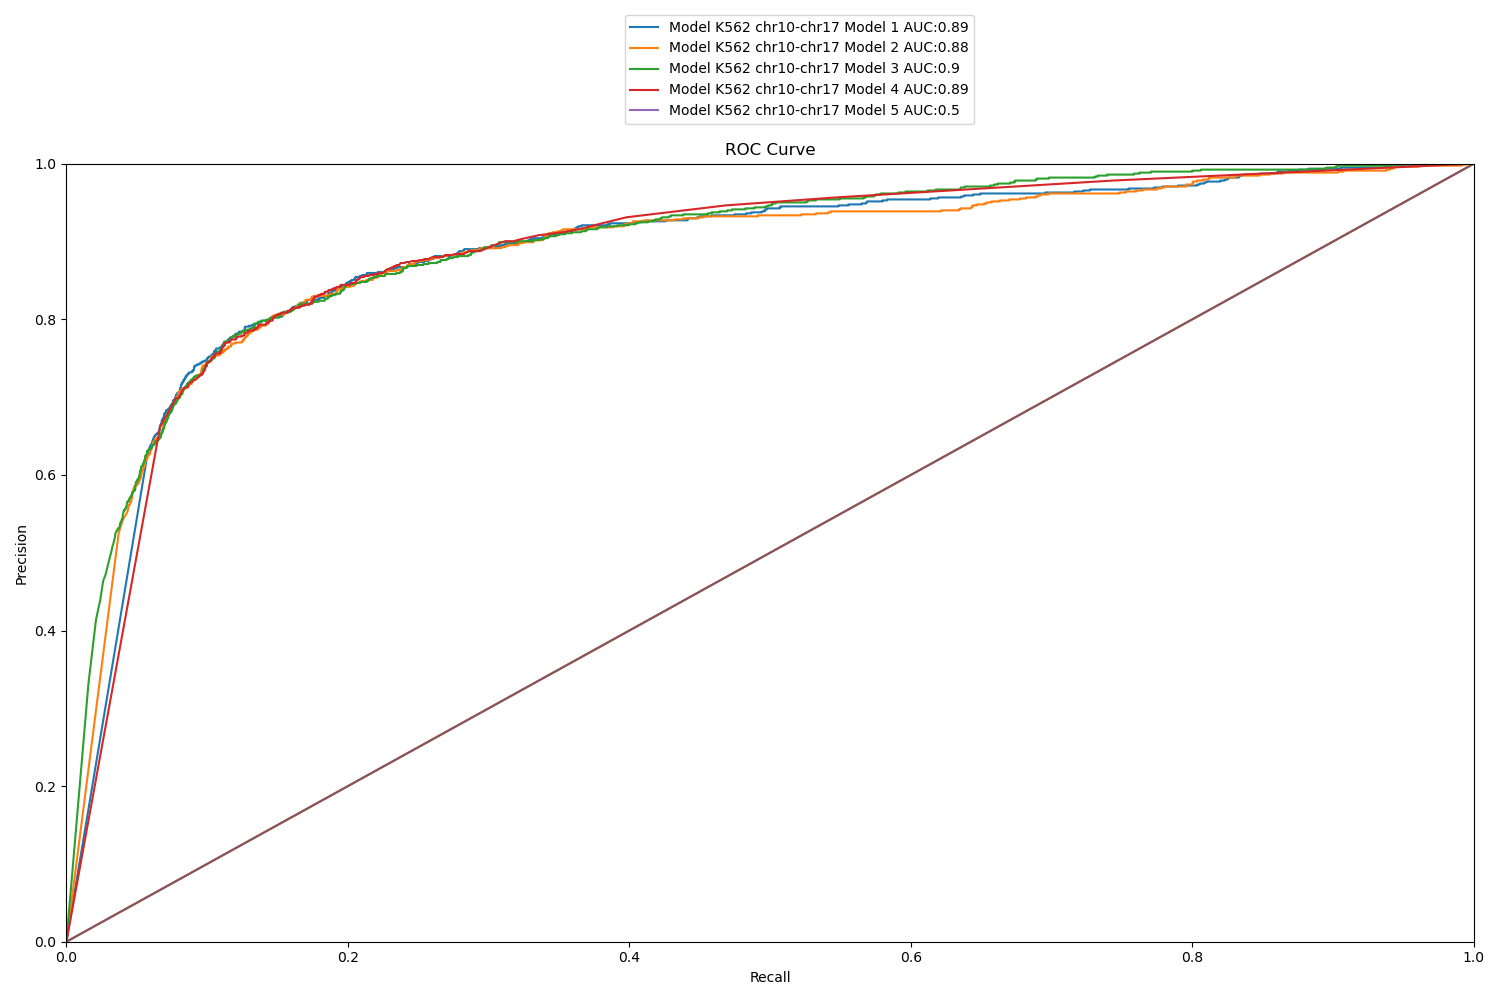 Model K562 chr10-chr17 Model 1 AUC:0.89
Model K562 chr10-chr17 Model 2 AUC:0.88
Model K562 chr10-chr17 Model 3 AUC:0.9
Model K562 chr10-chr17 Model 4 AUC:0.89
Model K562 chr10-chr17 Model 5 AUC:0.5
ROC Curve
1.0
0.8
0.6
0.4
0.2
0.0
Precision
0.0 0.2 0.4 0.6 0.8 1.0
Recall